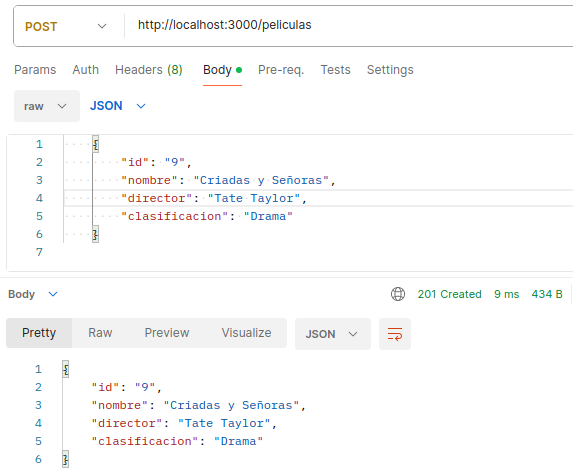 POST http://localhost:3000/peliculas
Params Auth Headers (8) Body Pre-req. Tests Settings
raw JSON
1 {
2 "id": "9",
3 "nombre": "Criadas y Señoras",
4 "director": "Tate Taylor",
5 "clasificacion": "Drama"
6 }
7
Body 201 Created 9 ms 434 B
Pretty Raw Preview Visualize JSON
1 {
2 "id": "9",
3 "nombre": "Criadas y Señoras",
4 "director": "Tate Taylor",
5 "clasificacion": "Drama"
6 }